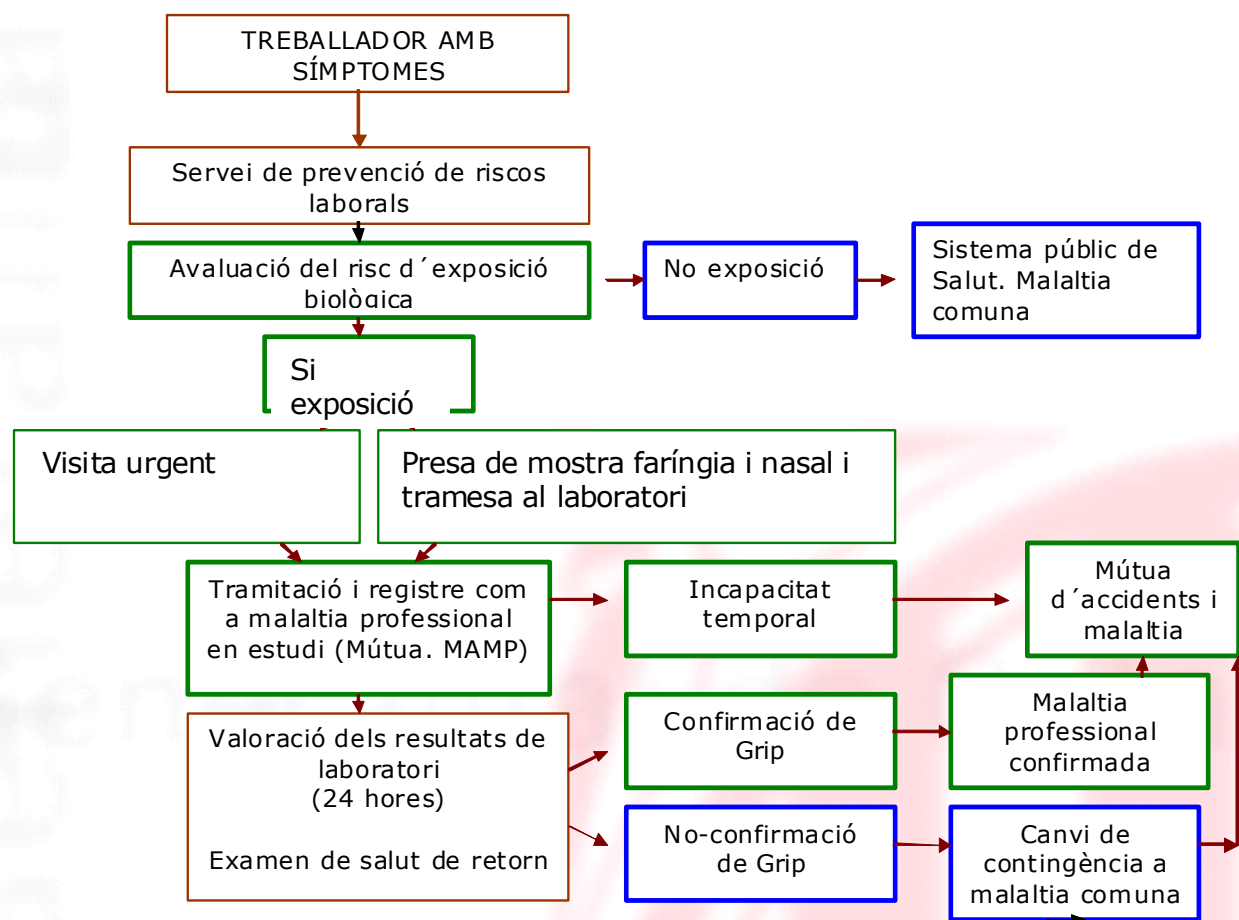 TREBALLADOR AMB
SÍMPTOMES
Servei de prevenció de riscos
laborals
Avaluació del risc d´exposició
biològica
No exposició
Sistema públic de
Salut. Malaltia
comuna
Si
exposició
Visita urgent
Presa de mostra faríngia i nasal i
tramesa al laboratori
Tramitació i registre com
a malaltia professional
en estudi (Mútua. MAMP)
Incapacitat
temporal
Mútua
d´accidents i
malaltia
Valoració dels resultats de
laboratori
(24 hores)
Examen de salut de retorn
Confirmació de
Grip
Malaltia
professional
confirmada
No-confirmació
de Grip
Canvi de
contingència a
malaltia comuna